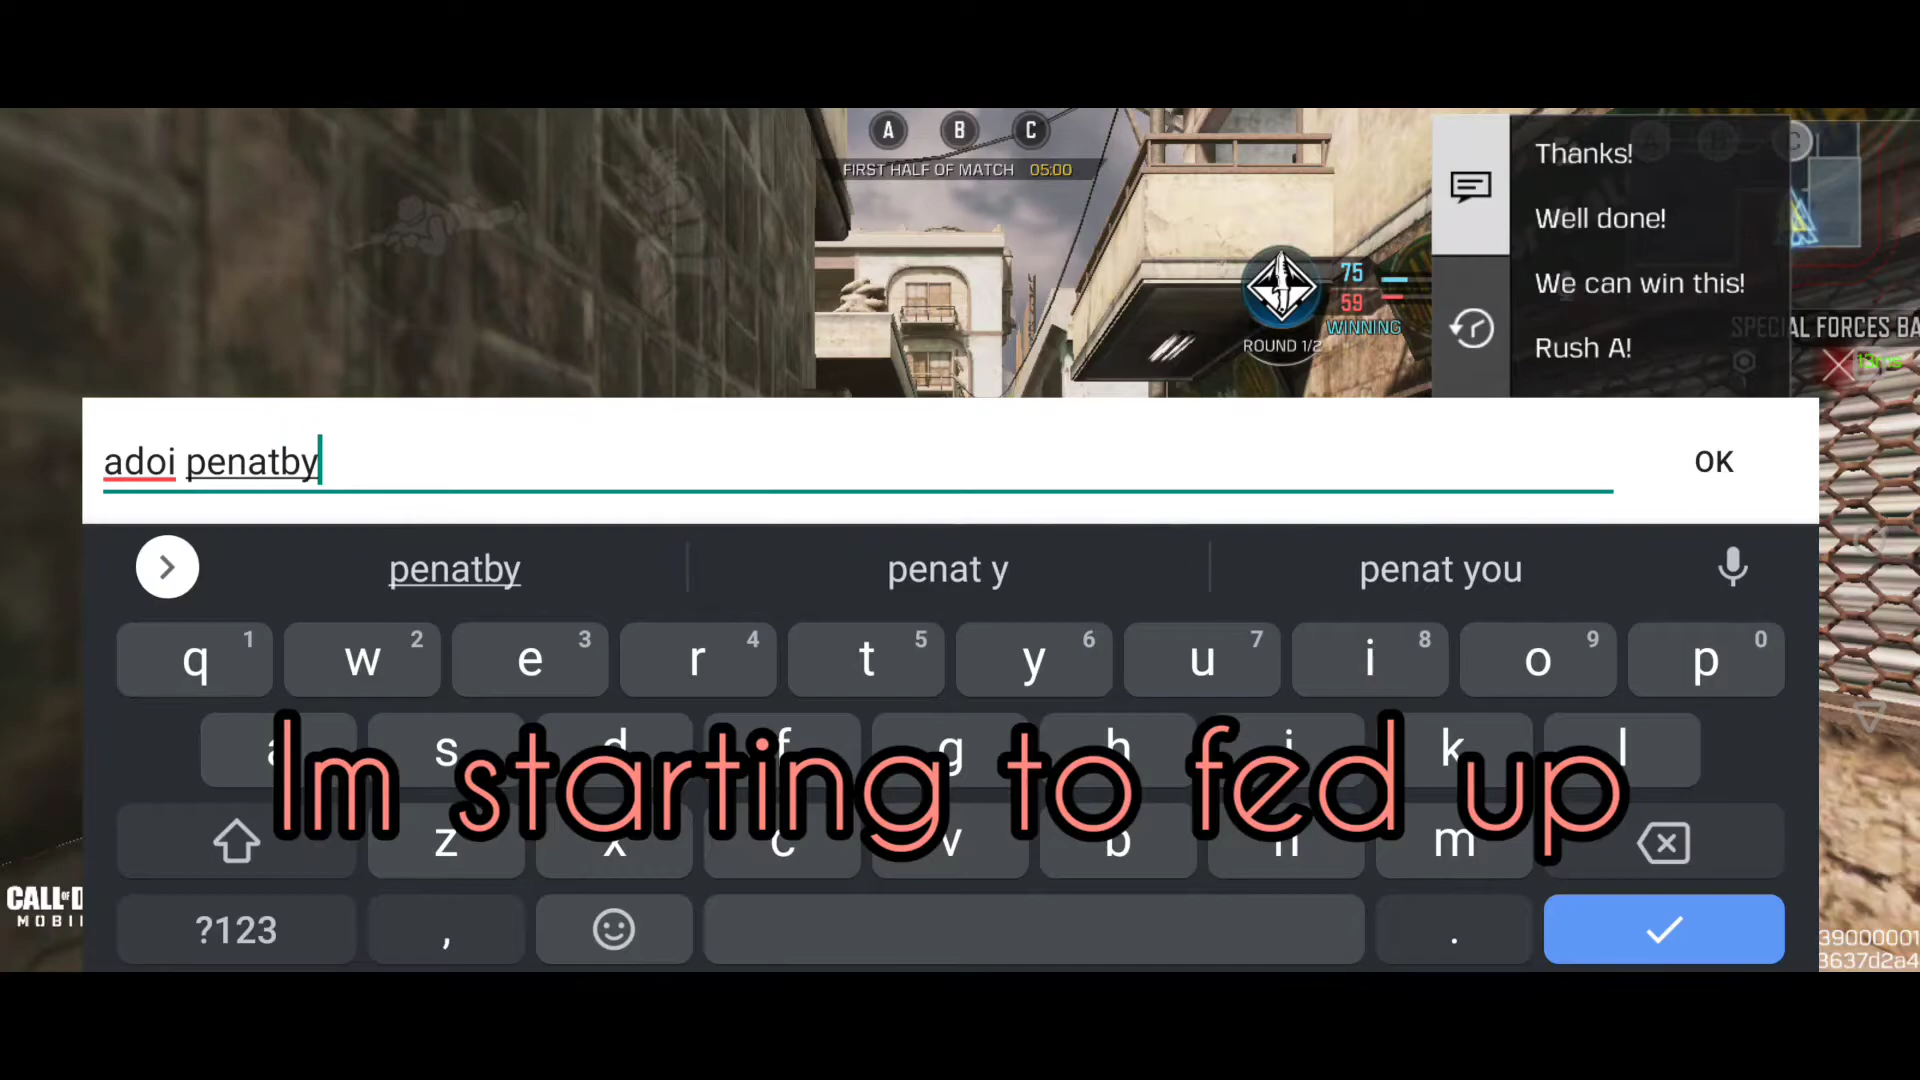 A B C
FIRST HALF OF MATCH 05:00
Thanks!
Well done!
We can win this!
Rush A!
75
59
WINNING
ROUND 1/2
SPECIAL FORCES BA
13ms
adoi penatby
OK
penatby penat y penat you
q 1 w 2 e 3 r 4 t 5 y 6 u 7 i 8 o 9 p 0
a s d f g h j k l
Im starting to fed up
z x c v b n m
?123 , .
CALL OF D
MOBI
39000001
3637d2a4